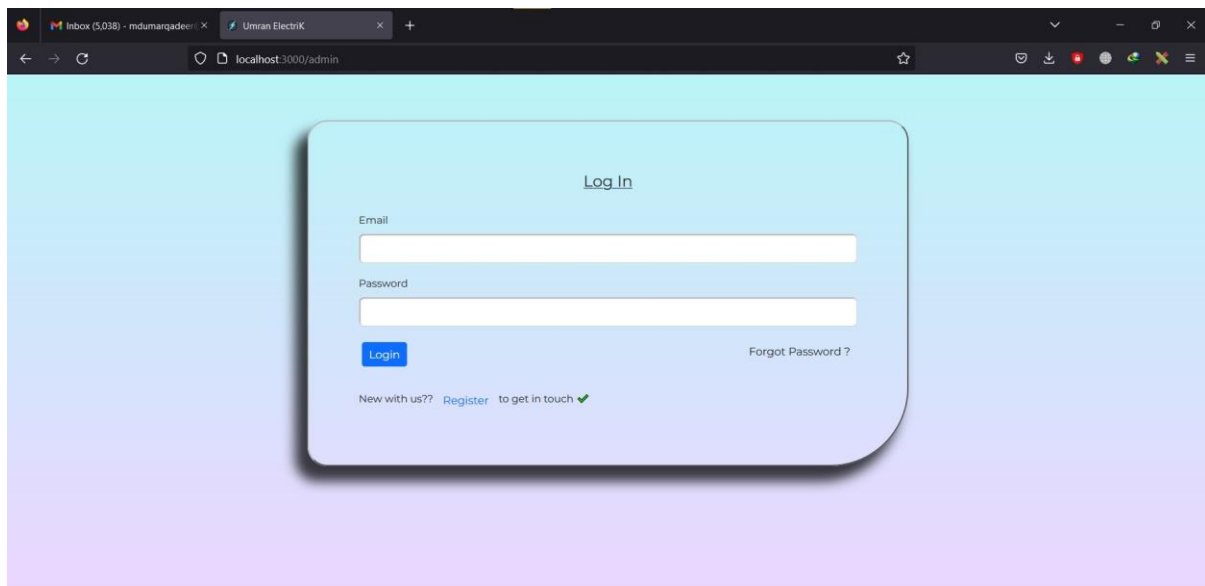 Inbox (5,038) - mdumarqadeer
Umran ElectriK
localhost:3000/admin
Log In
Email
Password
Login
Forgot Password ?
New with us?? Register to get in touch